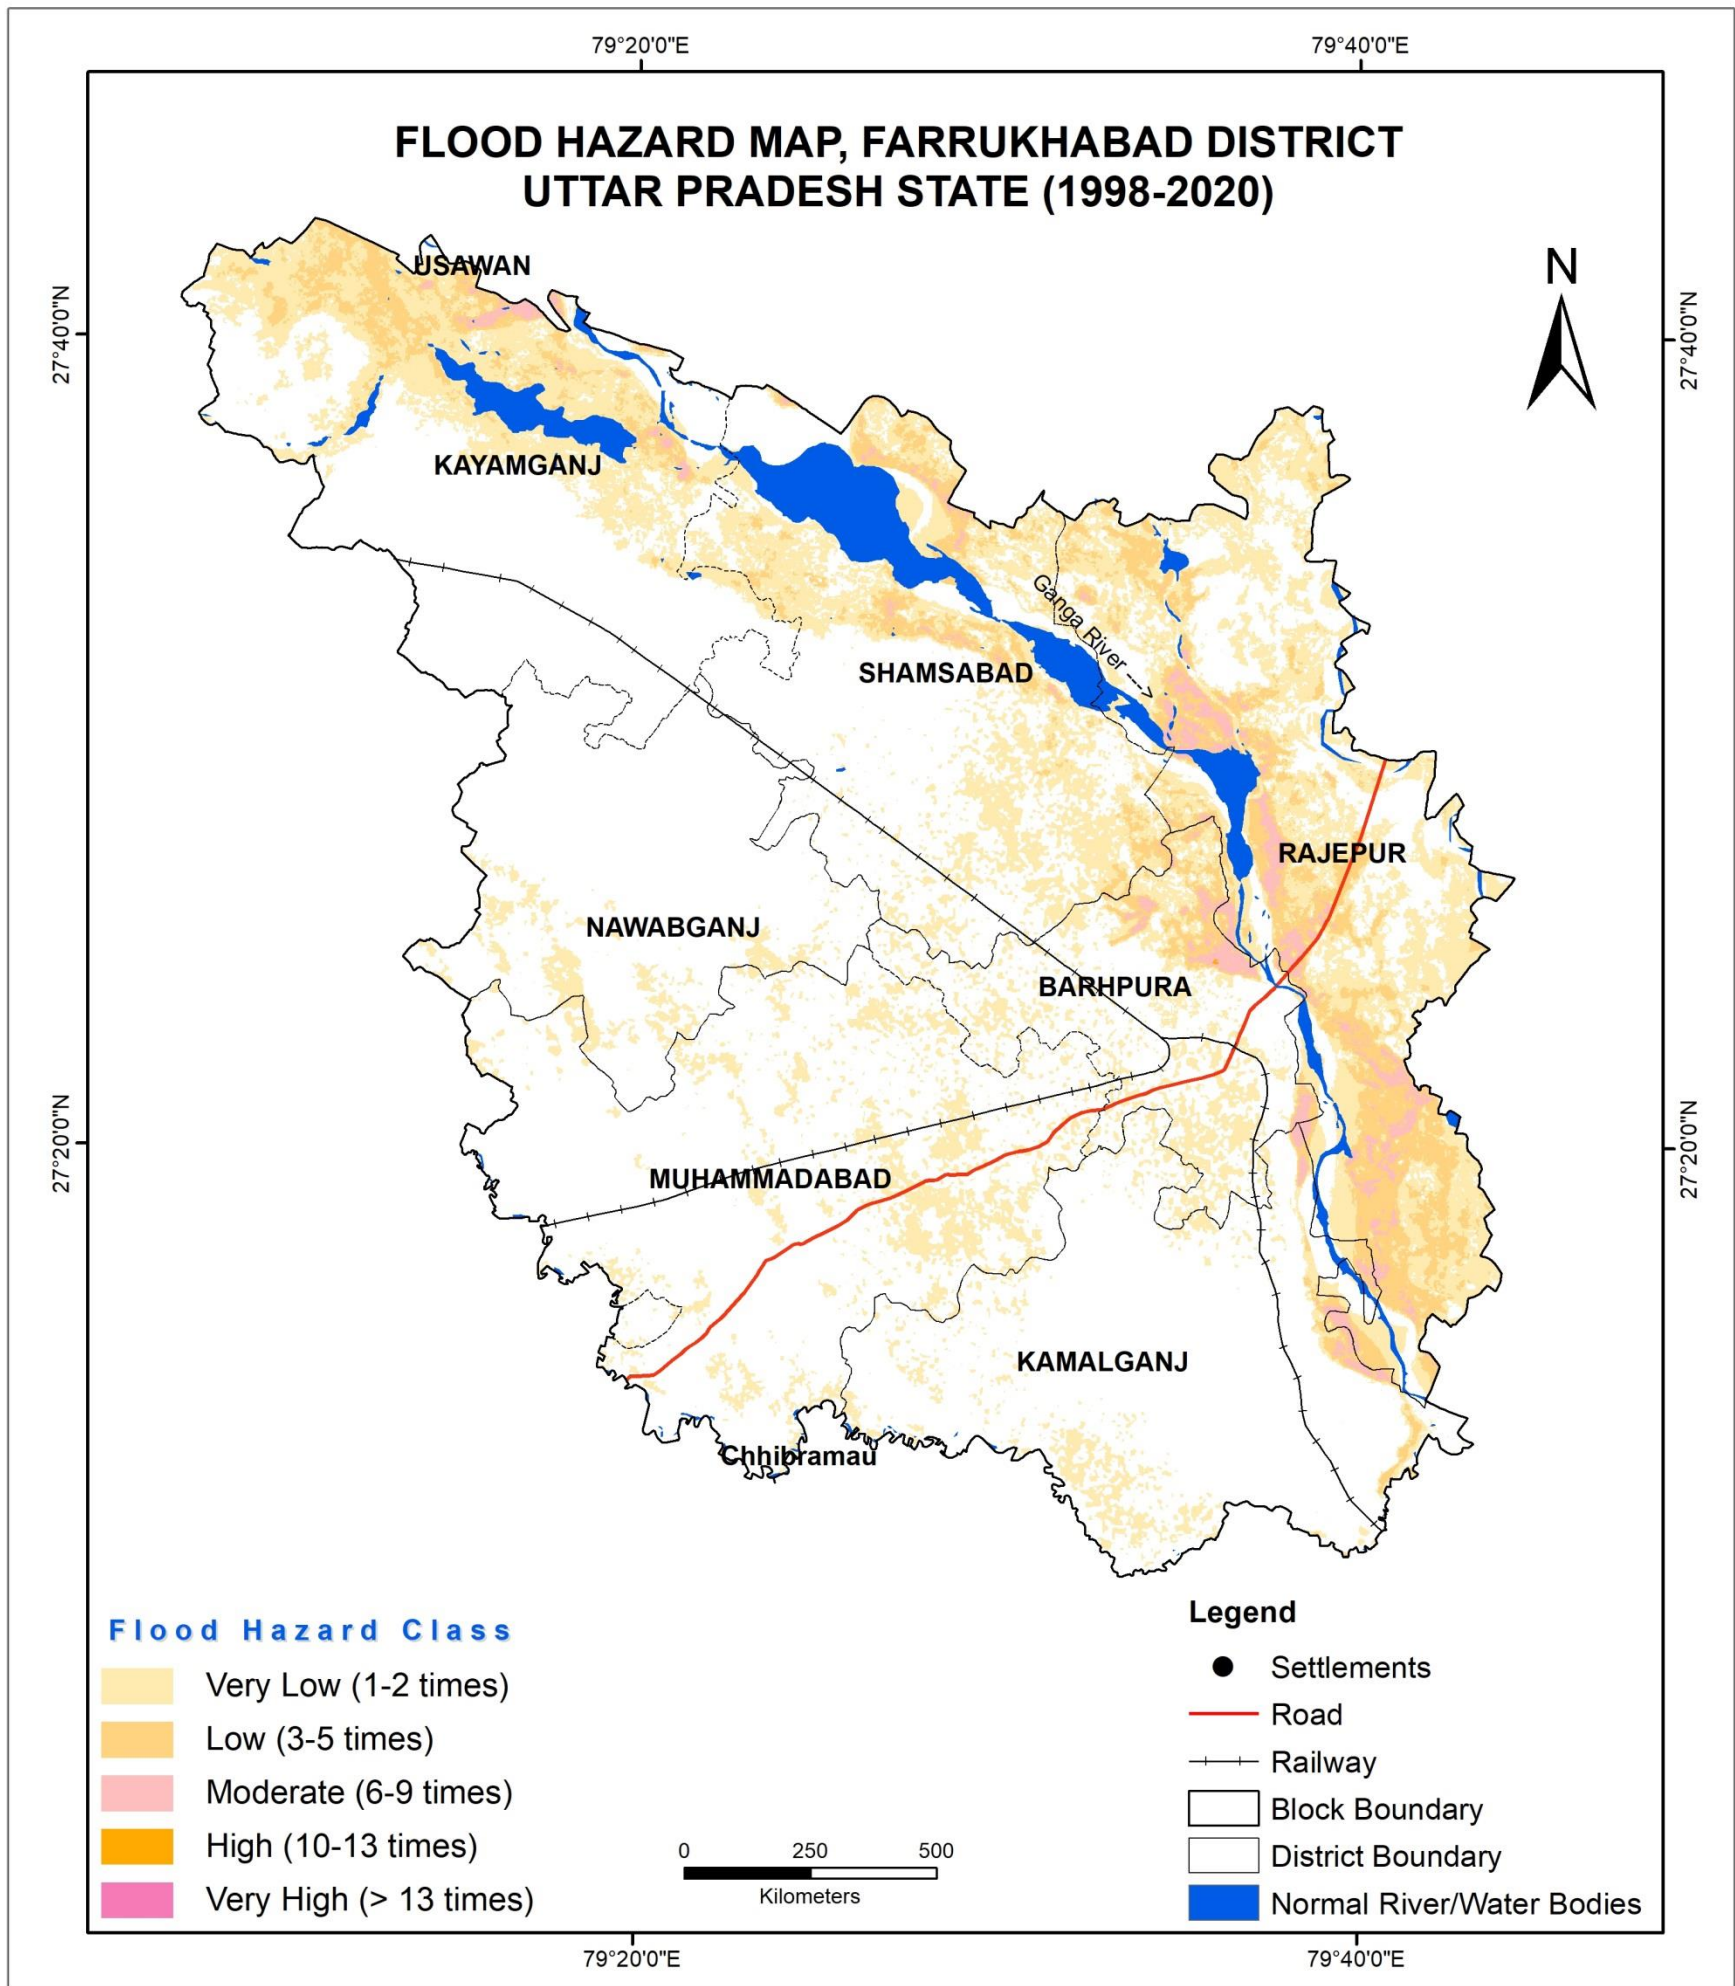 79°20'0"E
79°40'0"E
FLOOD HAZARD MAP, FARRUKHABAD DISTRICT
UTTAR PRADESH STATE (1998-2020)
N
USAWAN
27°40'0"N
27°40'0"N
KAYAMGANJ
Ganga River
SHAMSABAD
RAJEPUR
NAWABGANJ
BARHPURA
27°20'0"N
27°20'0"N
MUHAMMADABAD
KAMALGANJ
Chhibramau
Flood Hazard Class
Very Low (1-2 times)
Low (3-5 times)
Moderate (6-9 times)
High (10-13 times)
Very High (> 13 times)
0 250 500
Kilometers
Legend
Settlements
Road
Railway
Block Boundary
District Boundary
Normal River/Water Bodies
79°20'0"E
79°40'0"E